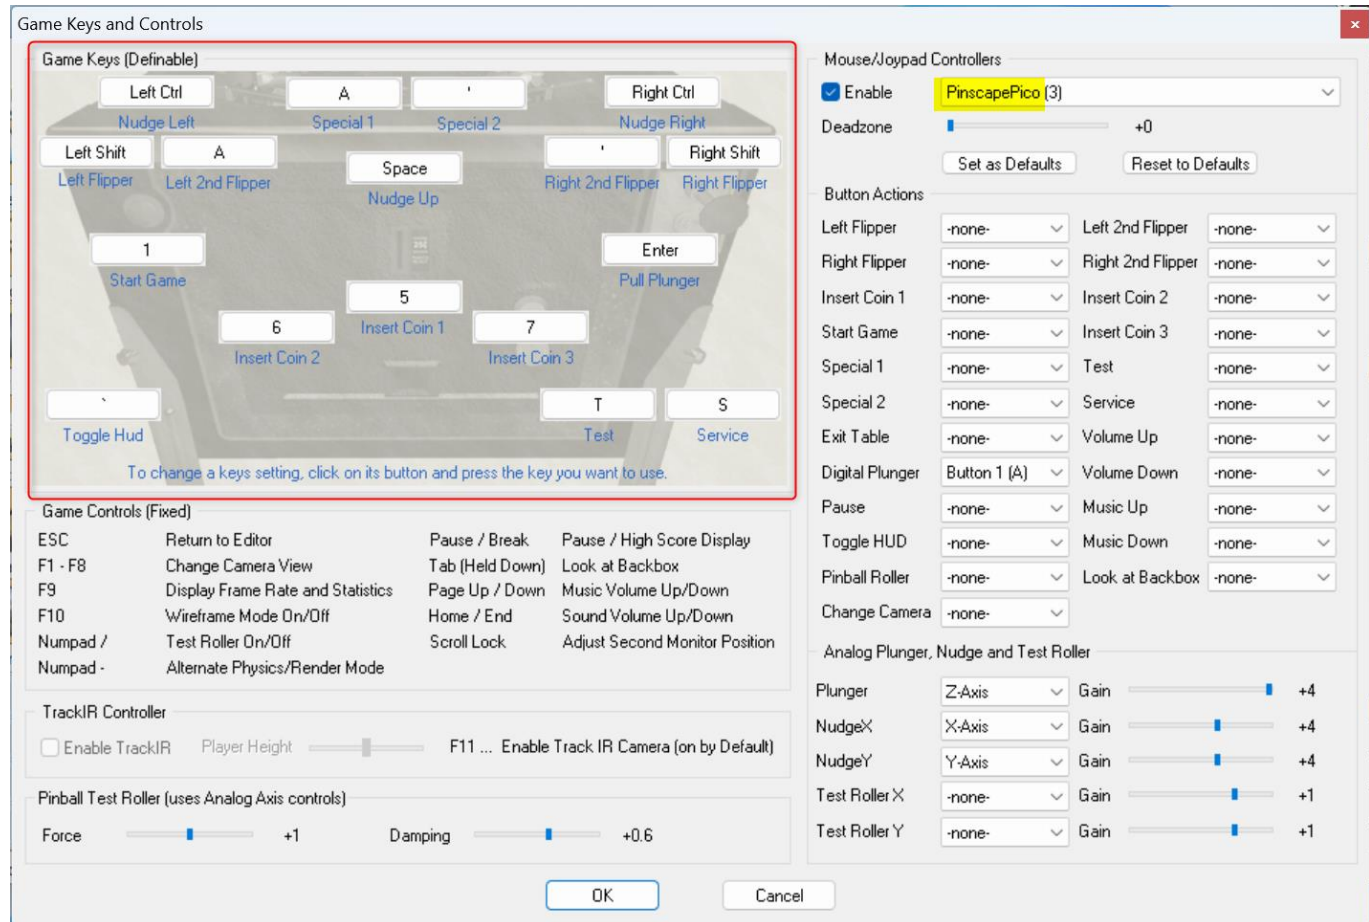 Game Keys and Controls
Game Keys (Definable)
Left Ctrl
A
'
Right Ctrl
Nudge Left
Special 1
Special 2
Nudge Right
Left Shift
A
Space
'
Right Shift
Left Flipper
Left 2nd Flipper
Nudge Up
Right 2nd Flipper
Right Flipper
1
Enter
Start Game
Pull Plunger
5
Insert Coin 1
6
7
Insert Coin 2
Insert Coin 3
`
T
S
Toggle Hud
Test
Service
To change a keys setting, click on its button and press the key you want to use.
Game Controls (Fixed)
ESC Return to Editor Pause / Break Pause / High Score Display
F1 - F8 Change Camera View Tab (Held Down) Look at Backbox
F9 Display Frame Rate and Statistics Page Up / Down Music Volume Up/Down
F10 Wireframe Mode On/Off Home / End Sound Volume Up/Down
Numpad / Test Roller On/Off Scroll Lock Adjust Second Monitor Position
Numpad - Alternate Physics/Render Mode
TrackIR Controller
Enable TrackIR Player Height F11 ... Enable Track IR Camera (on by Default)
Pinball Test Roller (uses Analog Axis controls)
Force +1 Damping +0.6
Mouse/Joypad Controllers
Enable PinscapePico (3)
Deadzone +0
Set as Defaults Reset to Defaults
Button Actions
Left Flipper -none- Left 2nd Flipper -none-
Right Flipper -none- Right 2nd Flipper -none-
Insert Coin 1 -none- Insert Coin 2 -none-
Start Game -none- Insert Coin 3 -none-
Special 1 -none- Test -none-
Special 2 -none- Service -none-
Exit Table -none- Volume Up -none-
Digital Plunger Button 1 (A) Volume Down -none-
Pause -none- Music Up -none-
Toggle HUD -none- Music Down -none-
Pinball Roller -none- Look at Backbox -none-
Change Camera -none-
Analog Plunger, Nudge and Test Roller
Plunger Z-Axis Gain +4
NudgeX X-Axis Gain +4
NudgeY Y-Axis Gain +4
Test Roller X -none- Gain +1
Test Roller Y -none- Gain +1
OK Cancel